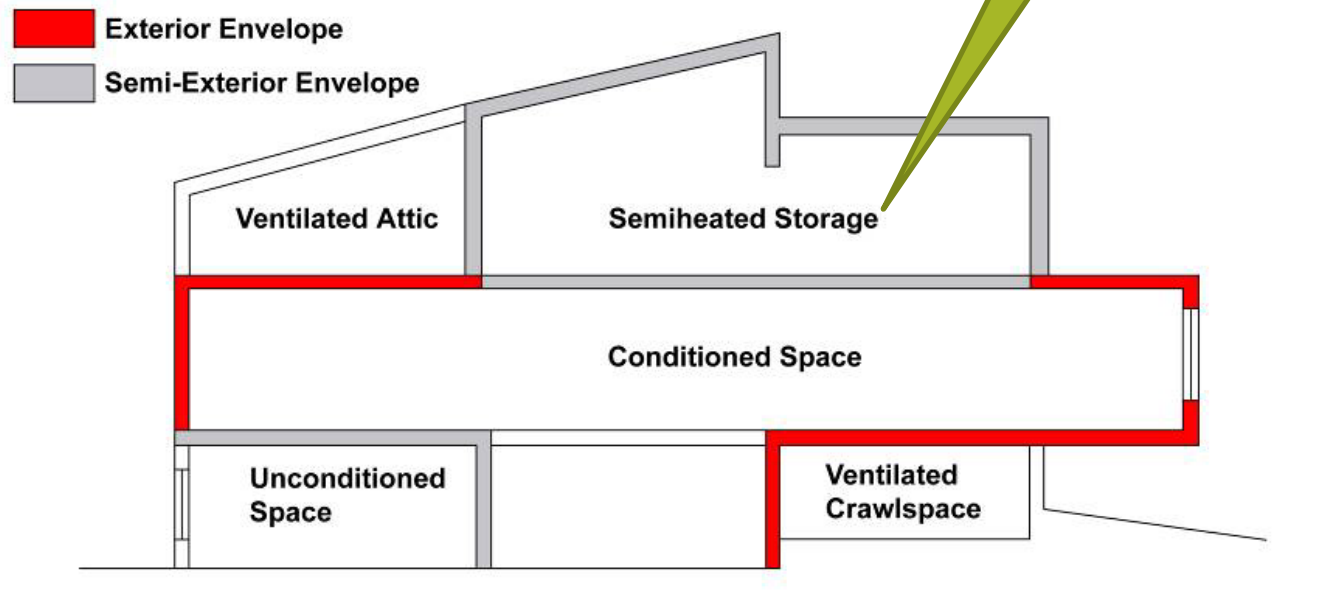 Exterior Envelope
Semi-Exterior Envelope
Ventilated Attic
Semiheated Storage
Conditioned Space
Unconditioned
Space
Ventilated
Crawlspace